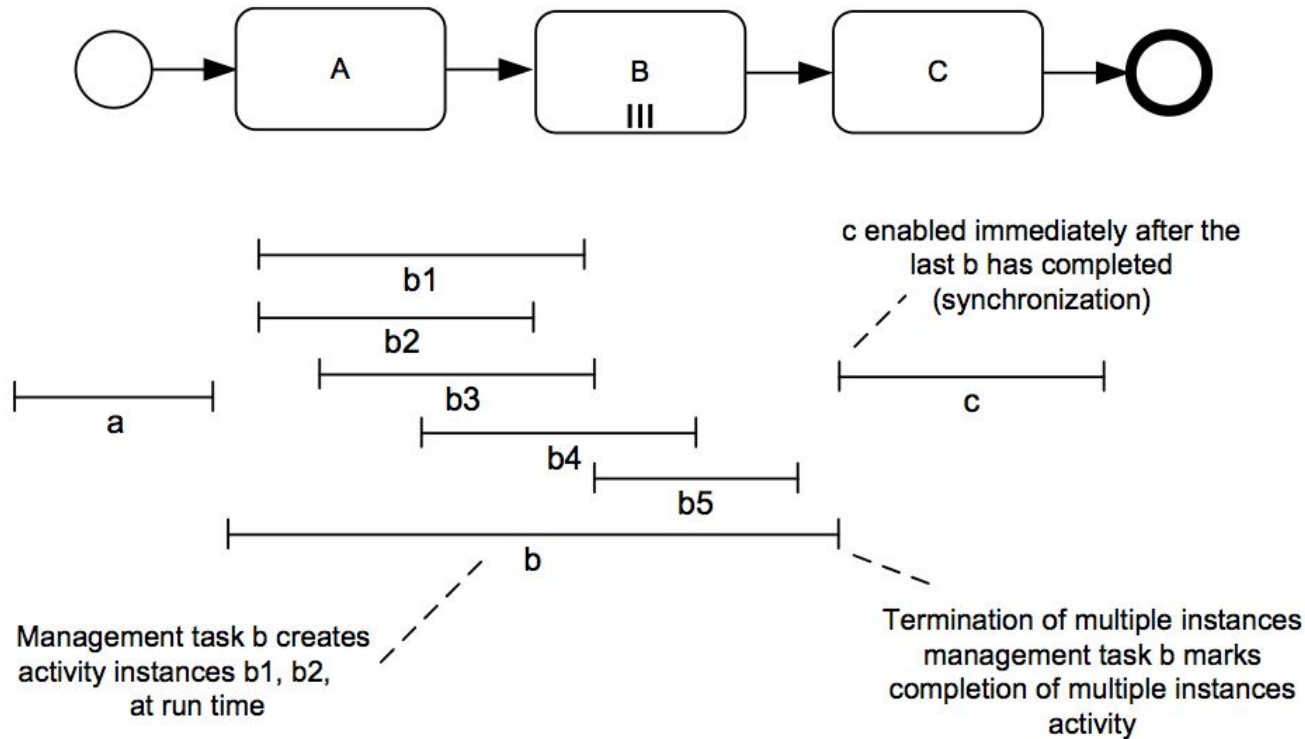 A
B
C
c enabled immediately after the
last b has completed
(synchronization)
b1
b2
b3
a
c
b4
b5
b
Management task b creates
activity instances b1, b2,
at run time
Termination of multiple instances
management task b marks
completion of multiple instances
activity